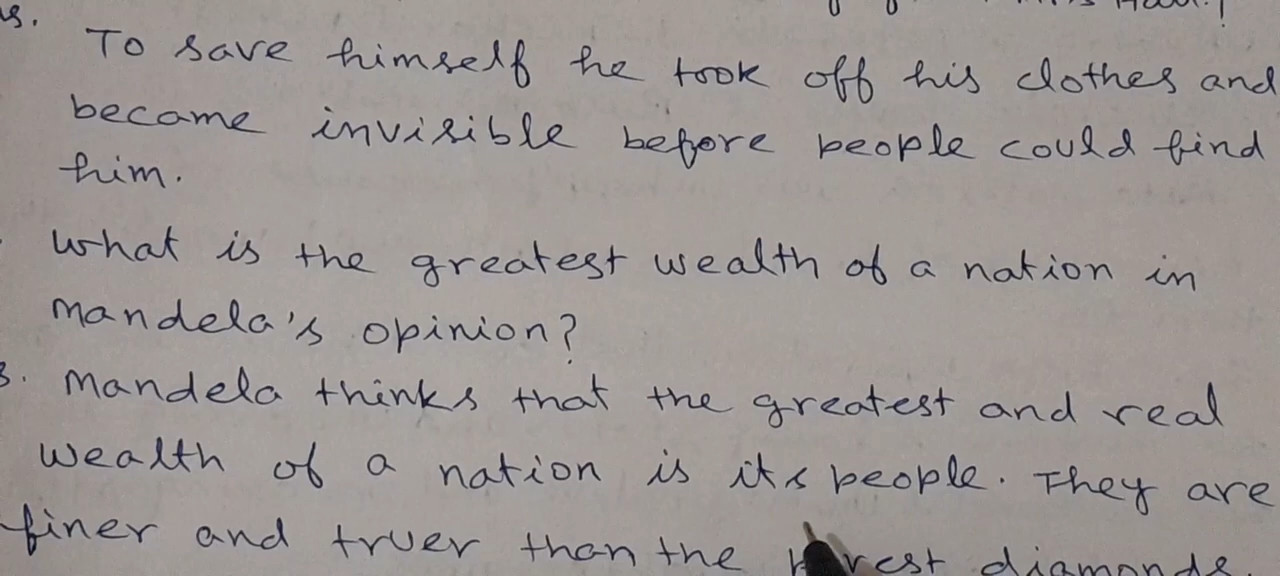 s.
To save himself he took off his clothes and
became invisible before people could find
him.
What is the greatest wealth of a nation in
Mandela's opinion?
s. Mandela thinks that the greatest and real
wealth of a nation is its people. They are
finer and truer than the diamonds.